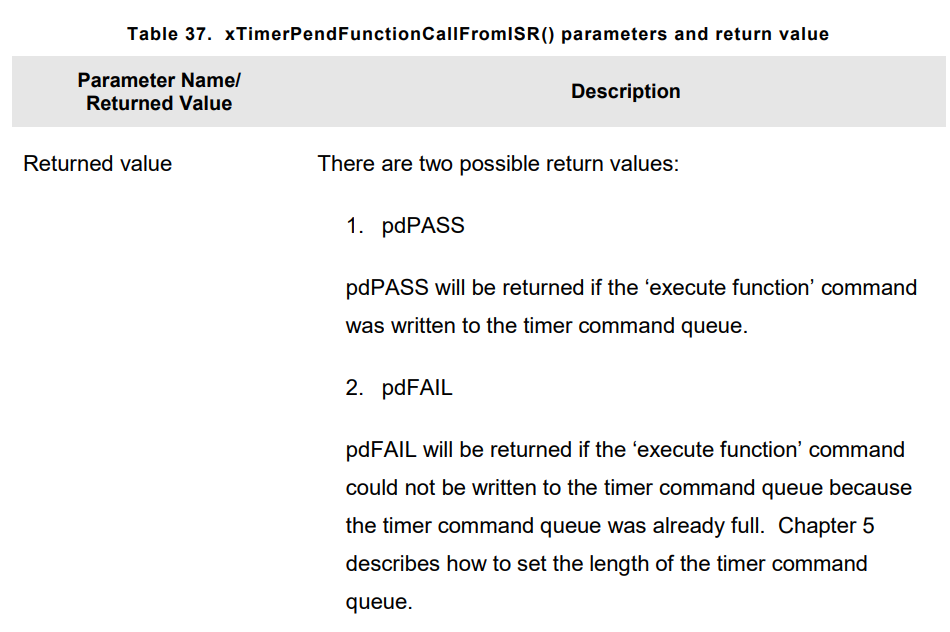 Table 37. xTimerPendFunctionCallFromISR() parameters and return value
Parameter Name/
Returned Value
Description
Returned value
There are two possible return values:
1. pdPASS
pdPASS will be returned if the ‘execute function’ command
was written to the timer command queue.
2. pdFAIL
pdFAIL will be returned if the ‘execute function’ command
could not be written to the timer command queue because
the timer command queue was already full. Chapter 5
describes how to set the length of the timer command
queue.